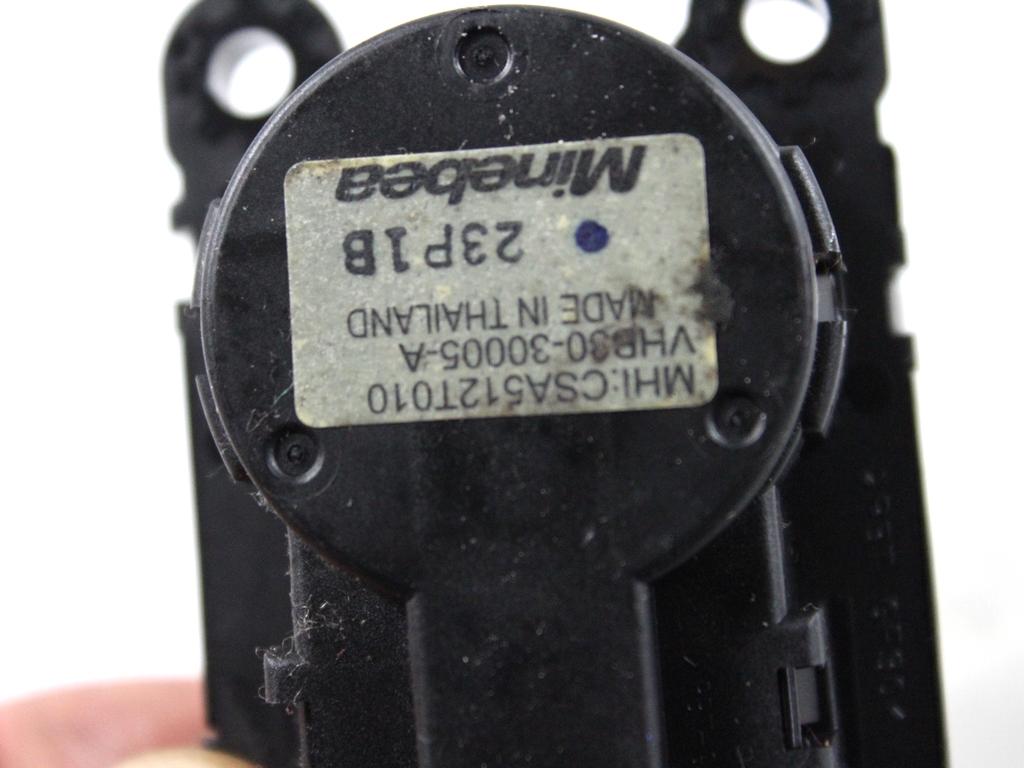 MHI:CSA512T010
VHB30-30005-A
MADE IN THAILAND
23P1B
Minebea